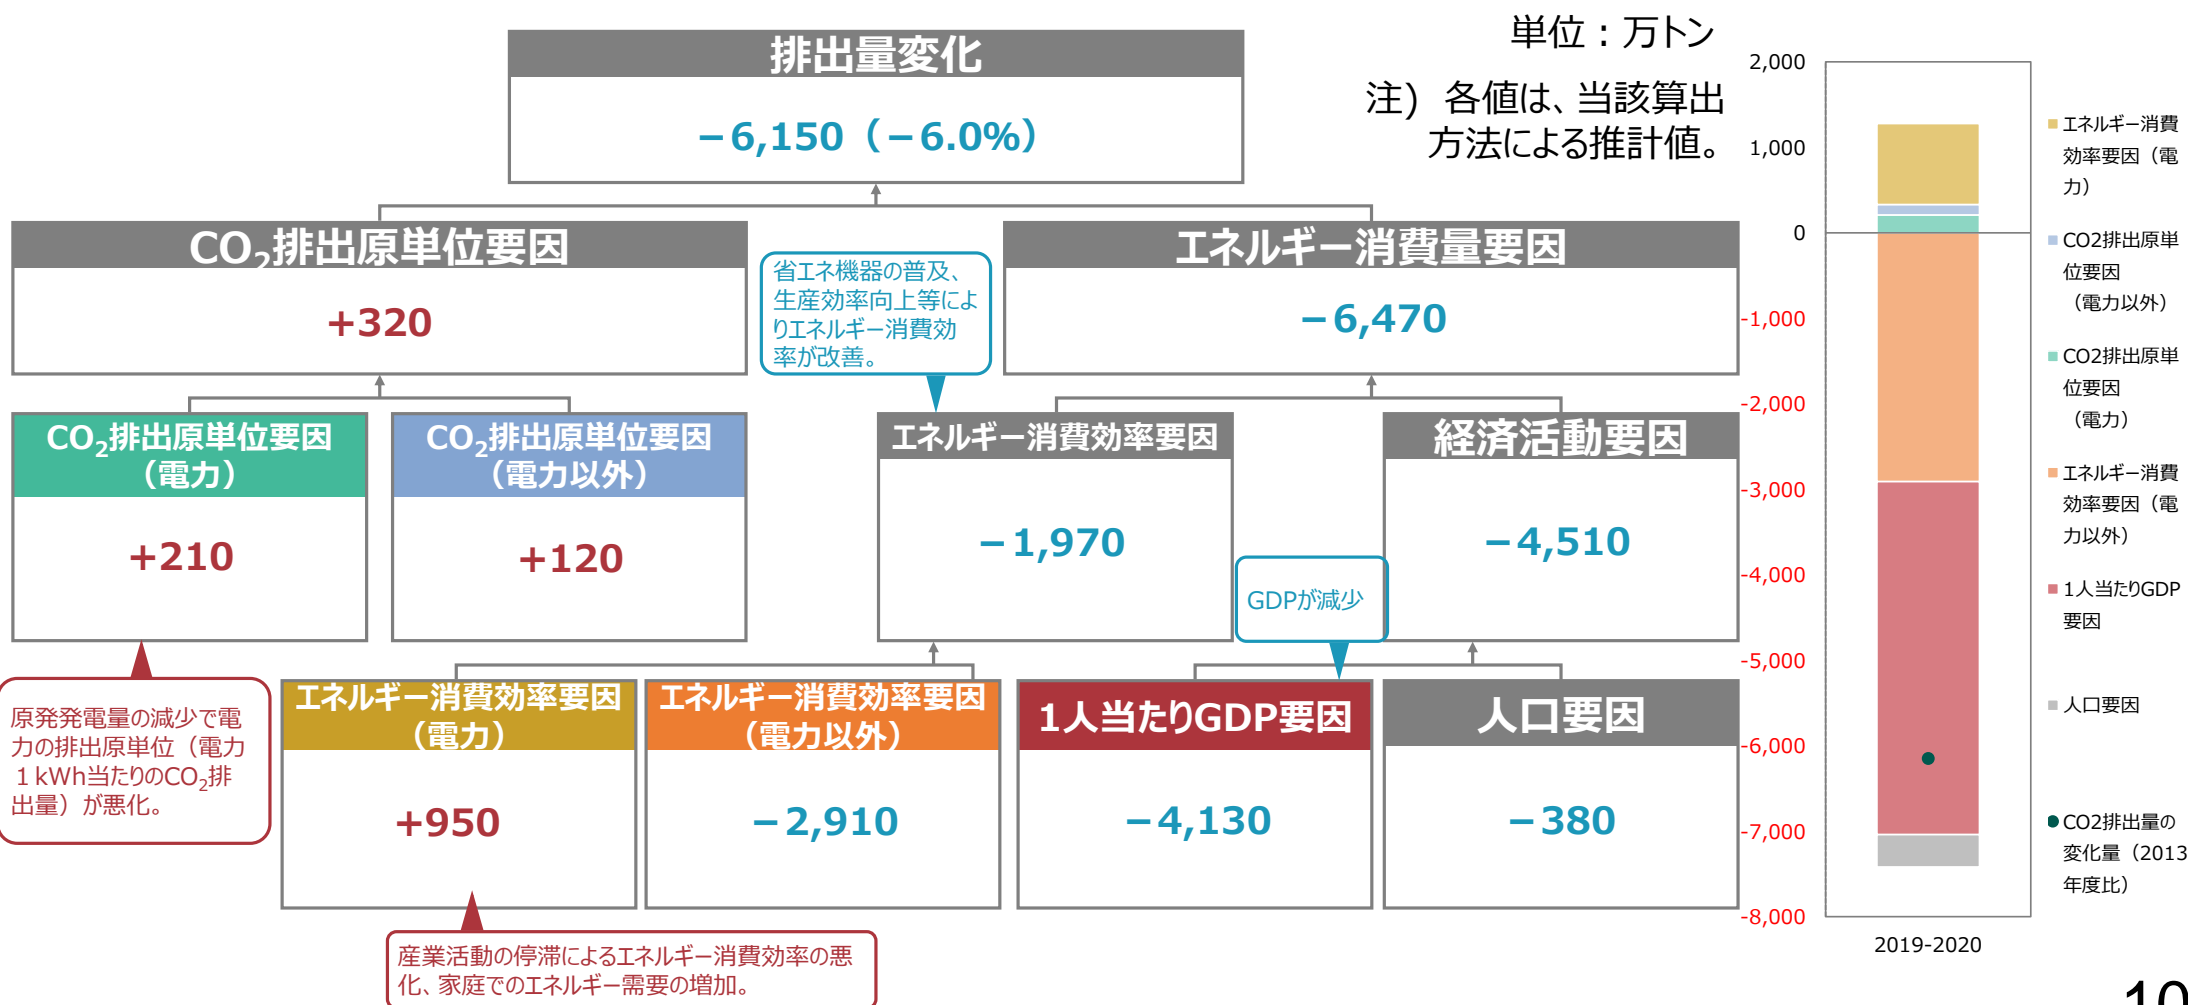 排出量変化
−6,150（−6.0%）
単位：万トン
注） 各値は、当該算出
方法による推計値。
CO2排出原単位要因
+320
省エネ機器の普及、
生産効率向上等によ
りエネルギー消費効
率が改善。
エネルギー消費量要因
−6,470
CO2排出原単位要因
（電力）
+210
CO2排出原単位要因
（電力以外）
+120
エネルギー消費効率要因
−1,970
経済活動要因
−4,510
GDPが減少
原発発電量の減少で電
力の排出原単位（電力
１kWh当たりのCO2排
出量）が悪化。
エネルギー消費効率要因
（電力）
+950
エネルギー消費効率要因
（電力以外）
−2,910
1人当たりGDP要因
−4,130
人口要因
−380
産業活動の停滞によるエネルギー消費効率の悪
化、家庭でのエネルギー需要の増加。
2,000
1,000
0
-1,000
-2,000
-3,000
-4,000
-5,000
-6,000
-7,000
-8,000
2019-2020
エネルギー消費
効率要因（電
力）
CO2排出原単
位要因
（電力以外）
CO2排出原単
位要因
（電力）
エネルギー消費
効率要因（電
力以外）
1人当たりGDP
要因
人口要因
CO2排出量の
変化量（2013
年度比）
10